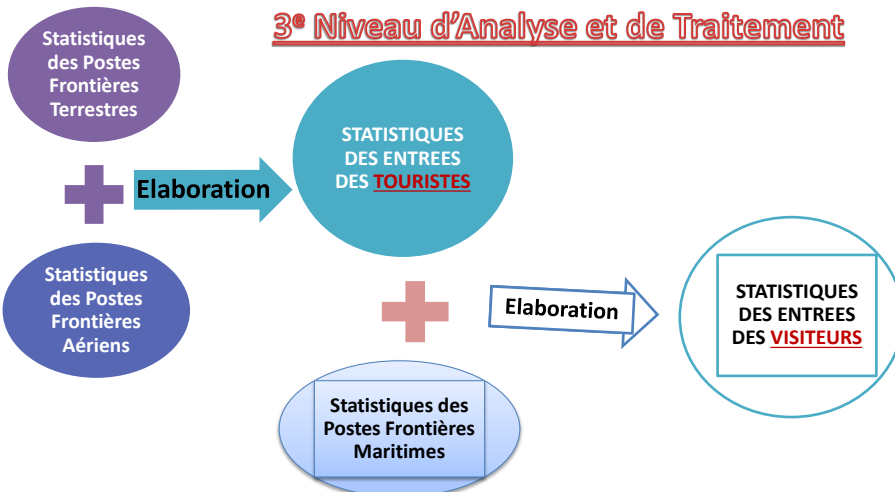 3e Niveau d'Analyse et de Traitement
Statistiques
des Postes
Frontières
Terrestres
Elaboration
STATISTIQUES
DES ENTREES
DES TOURISTES
Statistiques
des Postes
Frontières
Aériens
Elaboration
STATISTIQUES
DES ENTREES
DES VISITEURS
Statistiques des
Postes Frontières
Maritimes